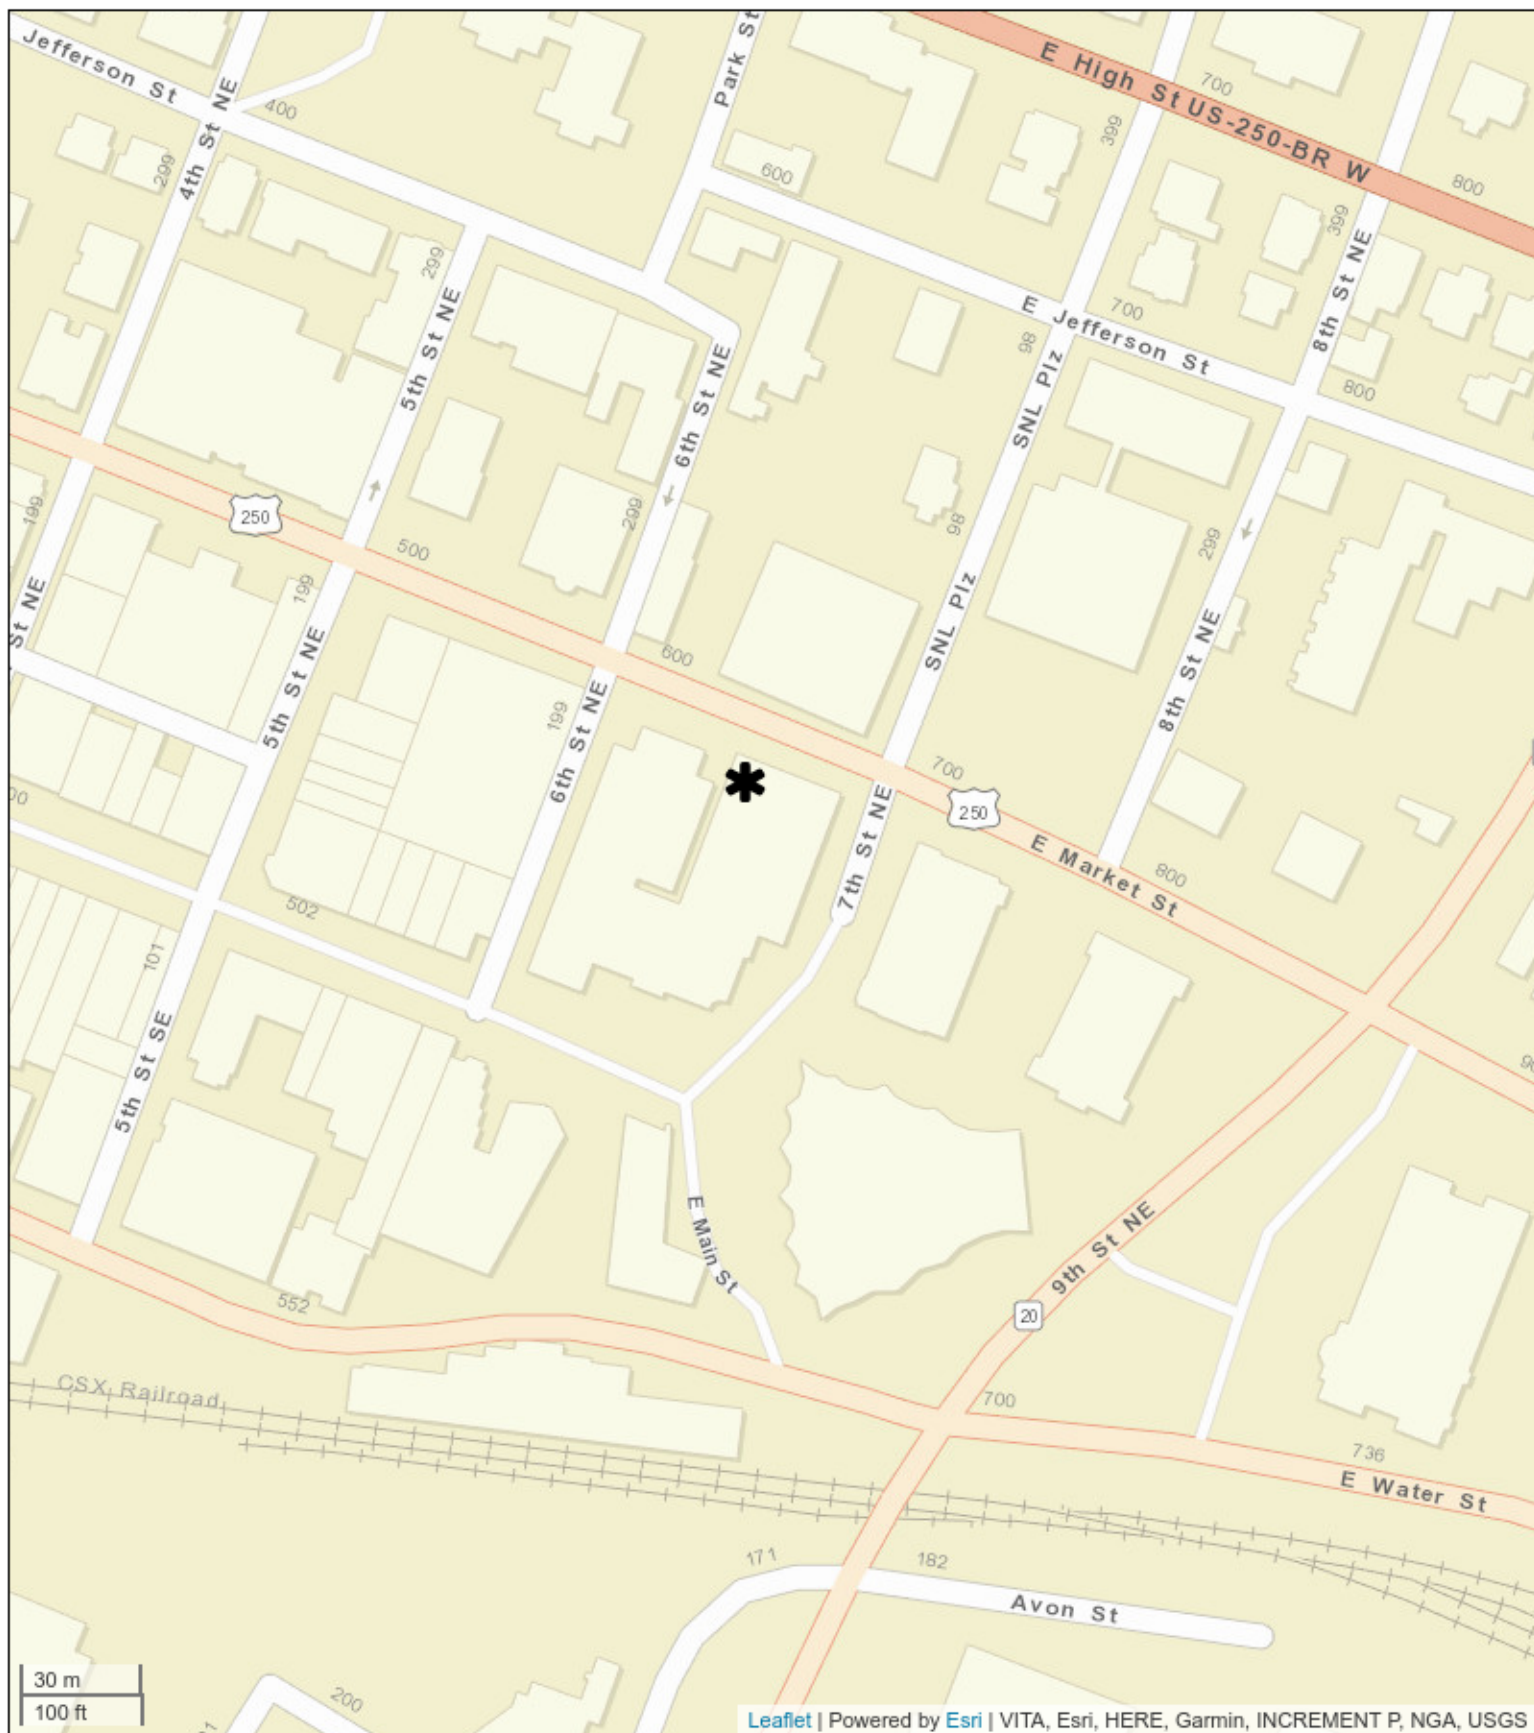 Jefferson St
4th St NE
400
299
Park St
E High St US-250-BR W
700
399
800
600
299
5th St NE
6th St NE
E Jefferson St
700
98
SNL Plz
399
8th St NE
800
199
250
500
199
299
98
299
St NE
5th St NE
600
199
6th St NE
SNL Plz
8th St NE
700
250
7th St NE
E Market St
800
502
101
5th St SE
E Main St
9th St NE
20
552
CSX Railroad
700
736
E Water St
171
182
Avon St
200
30 m
100 ft
Leaflet | Powered by Esri | VITA, Esri, HERE, Garmin, INCREMENT P, NGA, USGS